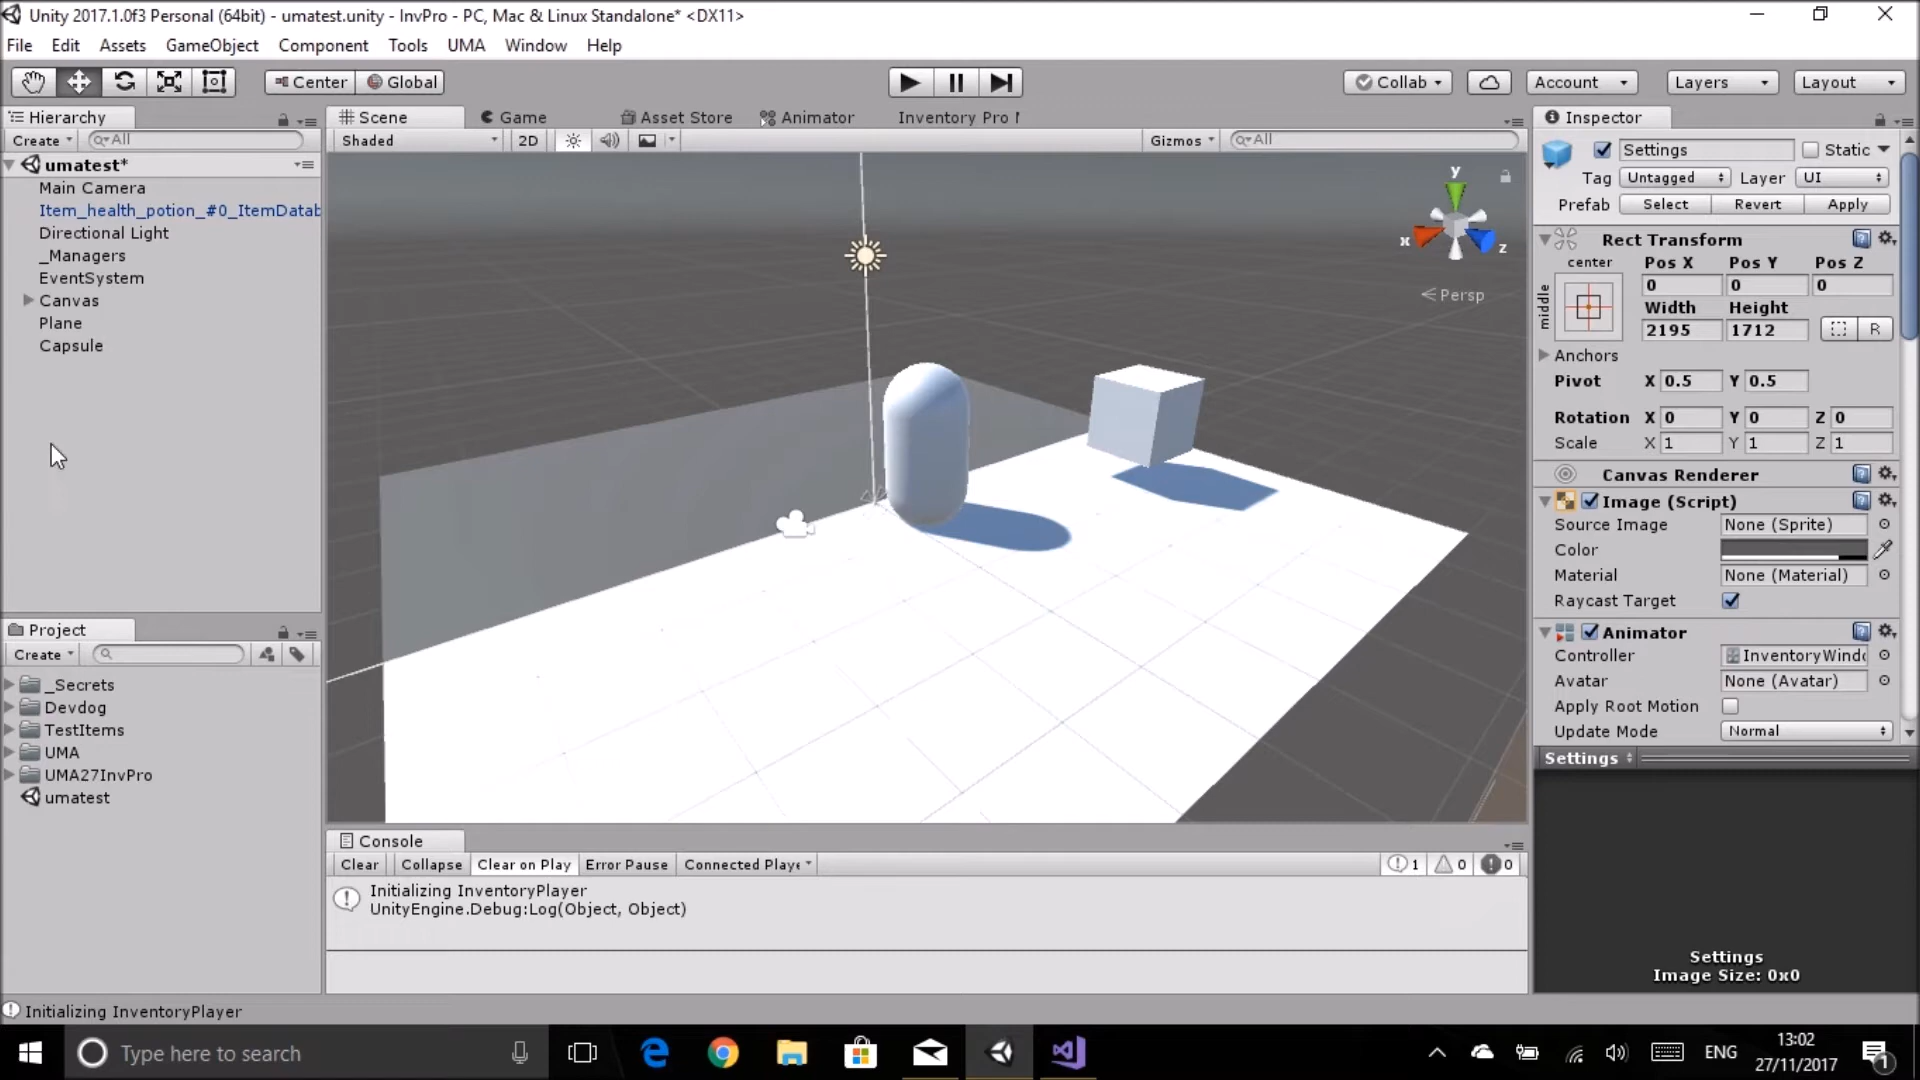 Unity 2017.1.0f3 Personal (64bit) - umatest.unity - InvPro - PC, Mac & Linux Standalone* <DX11>
File Edit Assets GameObject Component Tools UMA Window Help
Center Global Collab Account Layers Layout
Hierarchy
Create All
umatest*
Main Camera
Item_health_potion_#0_ItemDatab
Directional Light
_Managers
EventSystem
Canvas
Plane
Capsule
Project
Create
_Secrets
Devdog
TestItems
UMA
UMA27InvPro
umatest
Scene Game Asset Store Animator Inventory Pro
Shaded 2D Gizmos All
y
x
z
Persp
Console
Clear Collapse Clear on Play Error Pause Connected Playe 1 0 0
Initializing InventoryPlayer
UnityEngine.Debug:Log(Object, Object)
Inspector
Settings Static
Tag Untagged Layer UI
Prefab Select Revert Apply
Rect Transform
center Pos X Pos Y Pos Z
middle 0 0 0
Width Height
2195 1712 R
Anchors
Pivot X 0.5 Y 0.5
Rotation X 0 Y 0 Z 0
Scale X 1 Y 1 Z 1
Canvas Renderer
Image (Script)
Source Image None (Sprite)
Color
Material None (Material)
Raycast Target
Animator
Controller InventoryWindo
Avatar None (Avatar)
Apply Root Motion
Update Mode Normal
Settings
Settings
Image Size: 0x0
Initializing InventoryPlayer
Type here to search ENG 13:02
27/11/2017 1